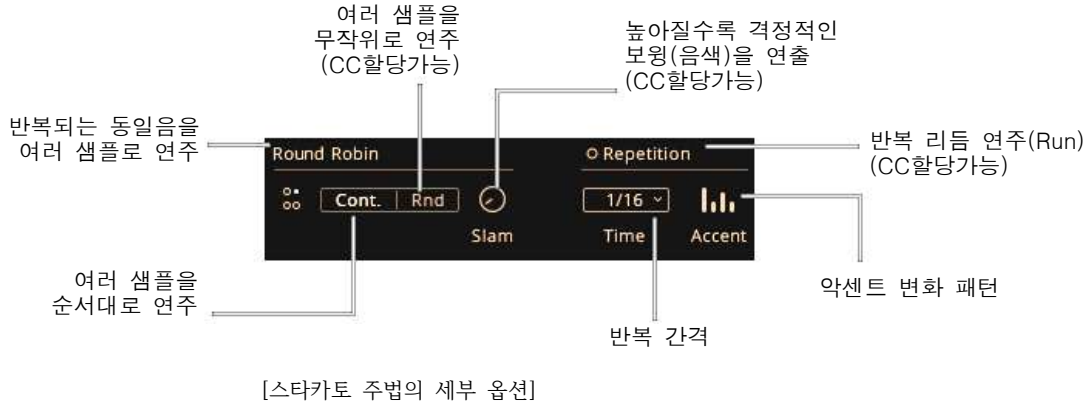 여러 샘플을
무작위로 연주
(CC할당가능)
높아질수록 격정적인
보윙(음색)을 연출
(CC할당가능)
반복되는 동일음을
여러 샘플로 연주
반복 리듬 연주(Run)
(CC할당가능)
Round Robin
Repetition
Cont.
Rnd
1/16
Slam
Time
Accent
여러 샘플을
순서대로 연주
악센트 변화 패턴
반복 간격
[스타카토 주법의 세부 옵션]